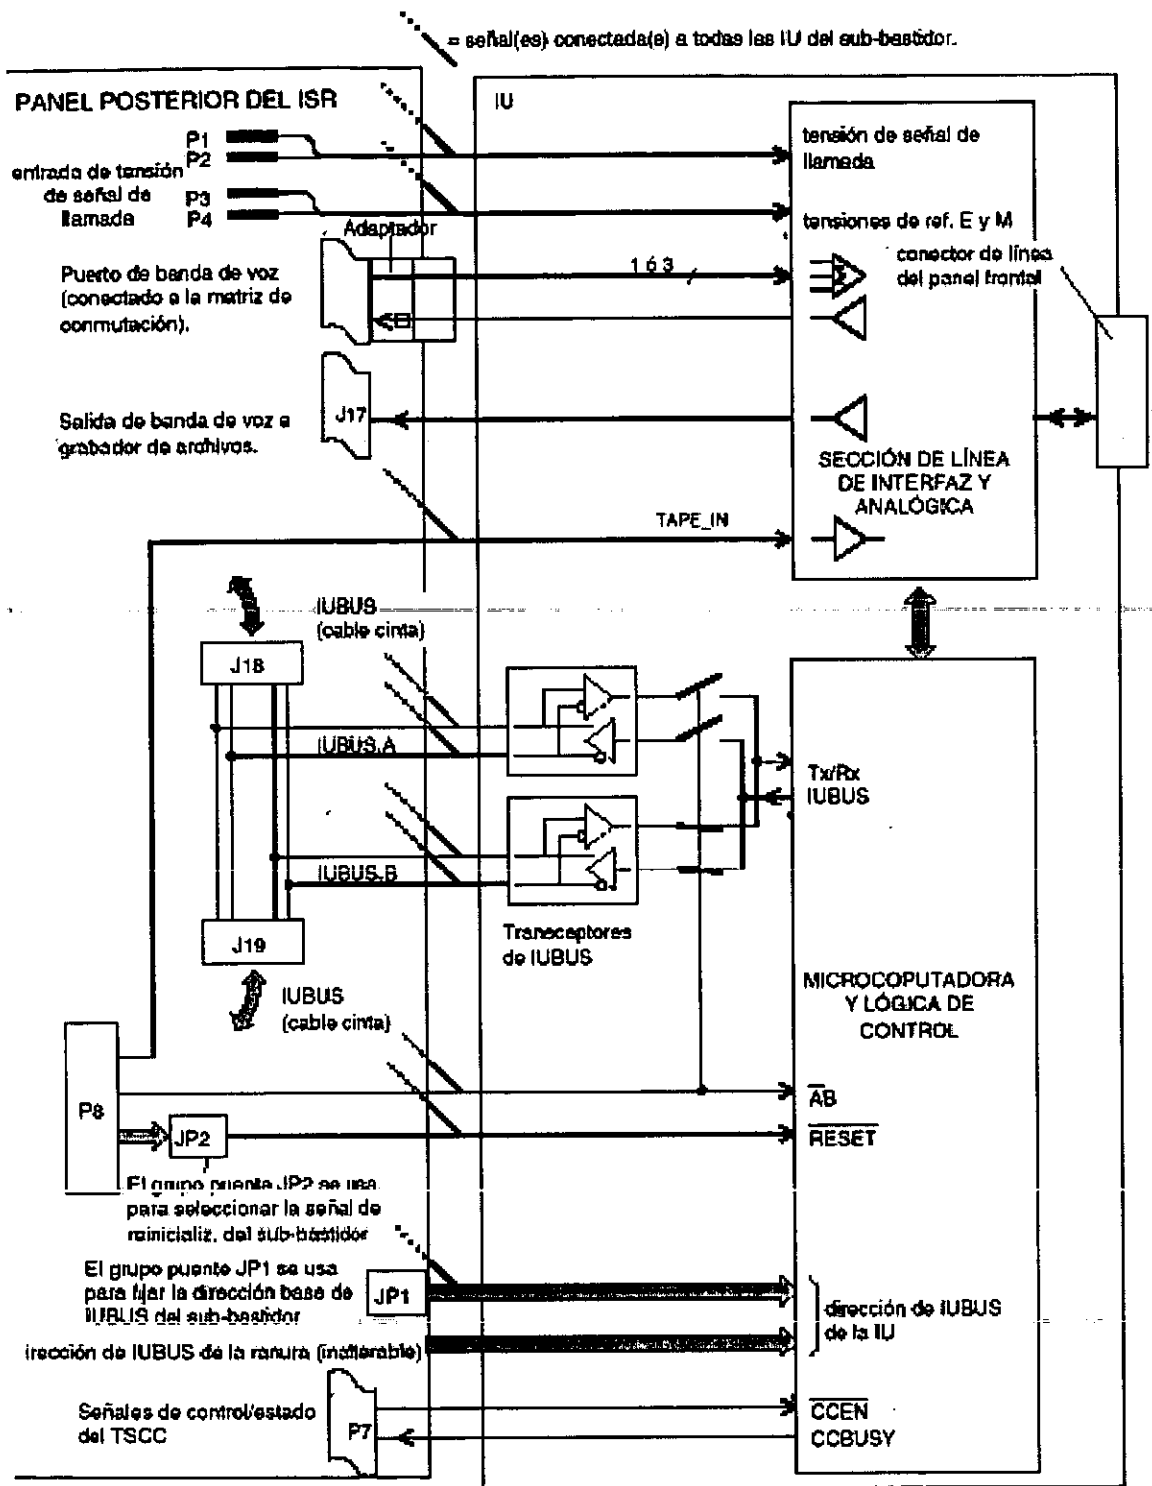 = señal(es) conectada(s) a todas las IU del sub-bastidor.
PANEL POSTERIOR DEL ISR
IU
P1
P2
entrada de tensión
de señal de
llamada
P3
P4
tensión de señal de
llamada
tensiones de ref. E y M
Adaptador
Puerto de banda de voz
(conectado a la matriz de
conmutación).
1 ó 3
conector de línea
del panel frontal
J17
Salida de banda de voz a
grabador de archivos.
SECCIÓN DE LÍNEA
DE INTERFAZ Y
ANALÓGICA
TAPE_IN
IUBUS
(cable cinta)
J18
IUBUS-A
Tx/Rx
IUBUS
IUBUS-B
J19
Transceptores
de IUBUS
IUBUS
(cable cinta)
MICROCOPUTADORA
Y LÓGICA DE
CONTROL
P8
AB
JP2
RESET
El grupo puente JP2 se usa
para seleccionar la señal de
reinicializ. del sub-bastidor
El grupo puente JP1 se usa
para fijar la dirección base de
IUBUS del sub-bastidor
JP1
dirección de IUBUS
de la IU
irección de IUBUS de la ranura (inalterable)
Señales de control/estado
del TSCC
P7
CCEN
CCBUSY